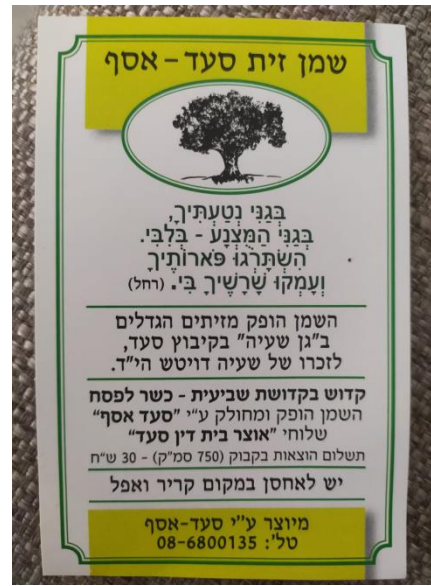 שמן זית סעד-אסף
בְּגַנִּי נְטַעְתִּיךָ,
בְּגַנִּי הַמֻּצְנָע - בְּלִבִּי.
הִשְׂתָּרְגוּ פֹּארוֹתֶיךָ
וְעָמְקוּ שָׁרָשֶׁיךָ בִּי. (רחל)
השמן הופק מזיתים הגדלים
ב"גן שעיה" בקיבוץ סעד,
לזכרו של שעיה דויטש הי"ד.
קדוש בקדושת שביעית - כשר לפסח
השמן הופק ומחולק ע"י "סעד אסף"
שלוחי "אוצר בית דין סעד"
תשלום הוצאות בקבוק (750 סמ"ק) - 30 ש"ח
יש לאחסן במקום קריר ואפל
מיוצר ע"י סעד-אסף
טל': 08-6800135